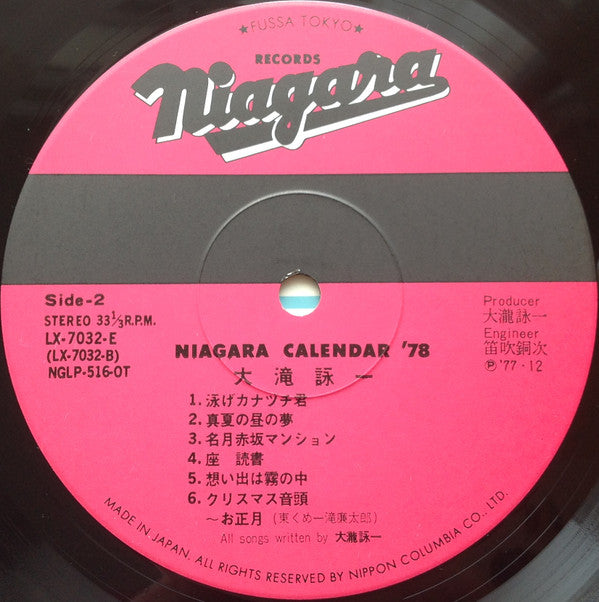 ★FUSSA TOKYO★
RECORDS
Niagara
Side-2
STEREO 33⅓R.P.M.
LX-7032-E
(LX-7032-B)
NGLP-516-OT
Producer
大瀧詠一
Engineer
笛吹銅次
Ⓟ'77・12
NIAGARA CALENDAR '78
大滝詠一
1.泳げカナヅチ君
2.真夏の昼の夢
3.名月赤坂マンション
4.座 読書
5.想い出は霧の中
6.クリスマス音頭
〜お正月(東くめー滝廉太郎)
All songs written by 大瀧詠一
MADE IN JAPAN. ALL RIGHTS RESERVED BY NIPPON COLUMBIA CO., LTD.